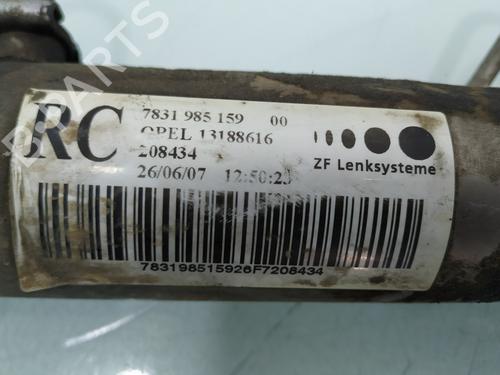 RC
7831 985 159 00
OPEL 13188616
208434
26/06/07 12:50:23
ZF Lenksysteme
783198515926F7208434